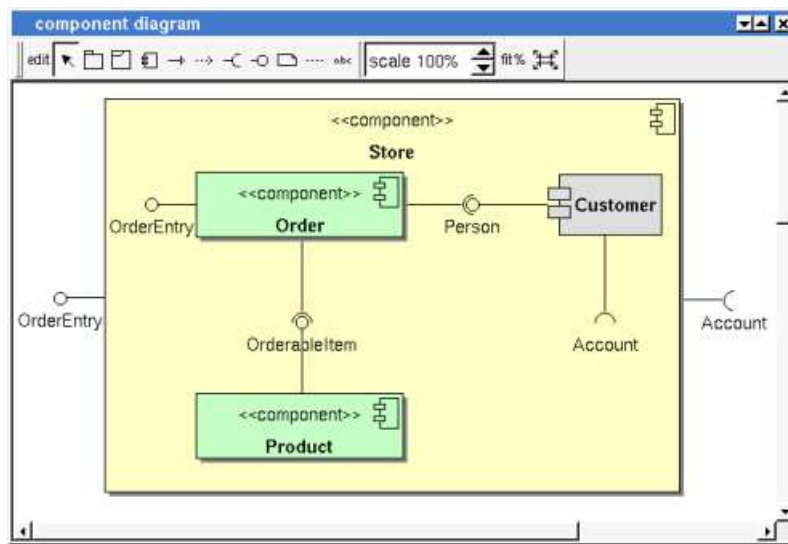 component diagram
edit
abc
scale 100%
fit%
<<component>>
Store
<<component>>
Order
OrderEntry
Person
Customer
OrderEntry
OrderableItem
Account
Account
<<component>>
Product